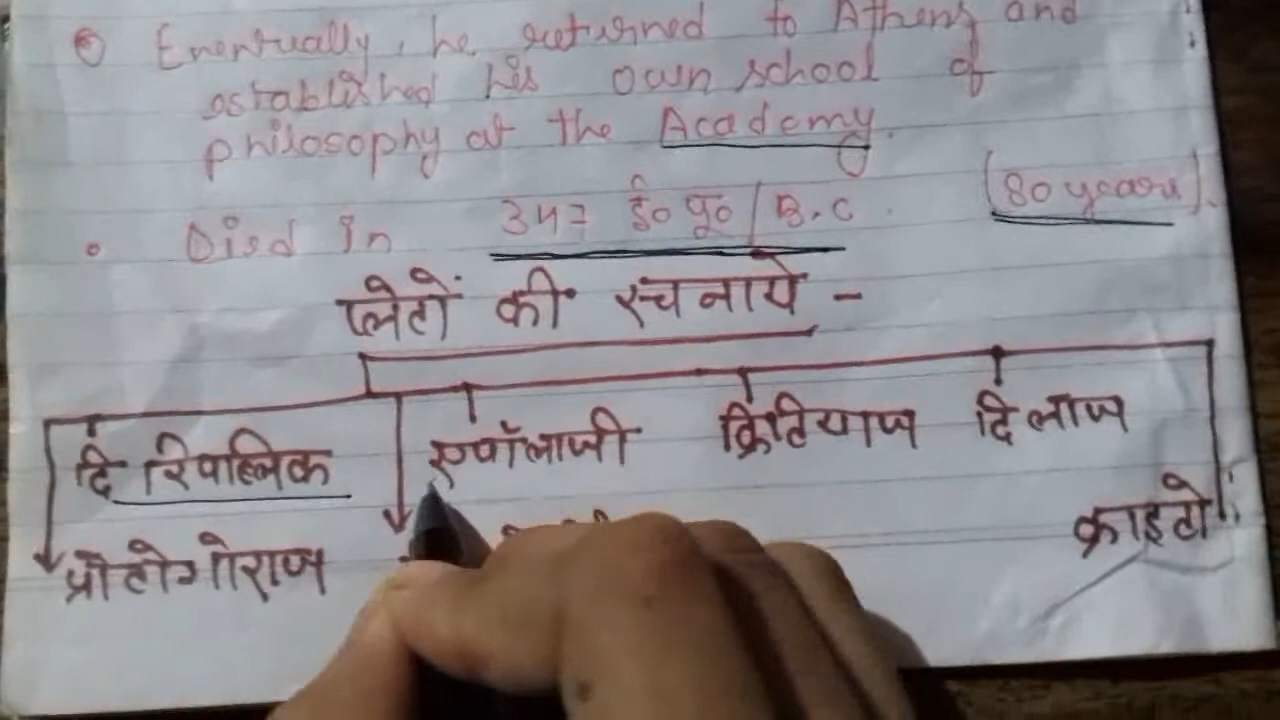 Eventually, he returned to Athens and
established his own school of
philosophy at the Academy.
Died in 347 ई० पू० / B.C. (80 years).
प्लेटों की रचनाये -
दि रिपब्लिक एपॉलाजी क्रिटियाज दि लाज
प्रोटोगोराज क्राइटो